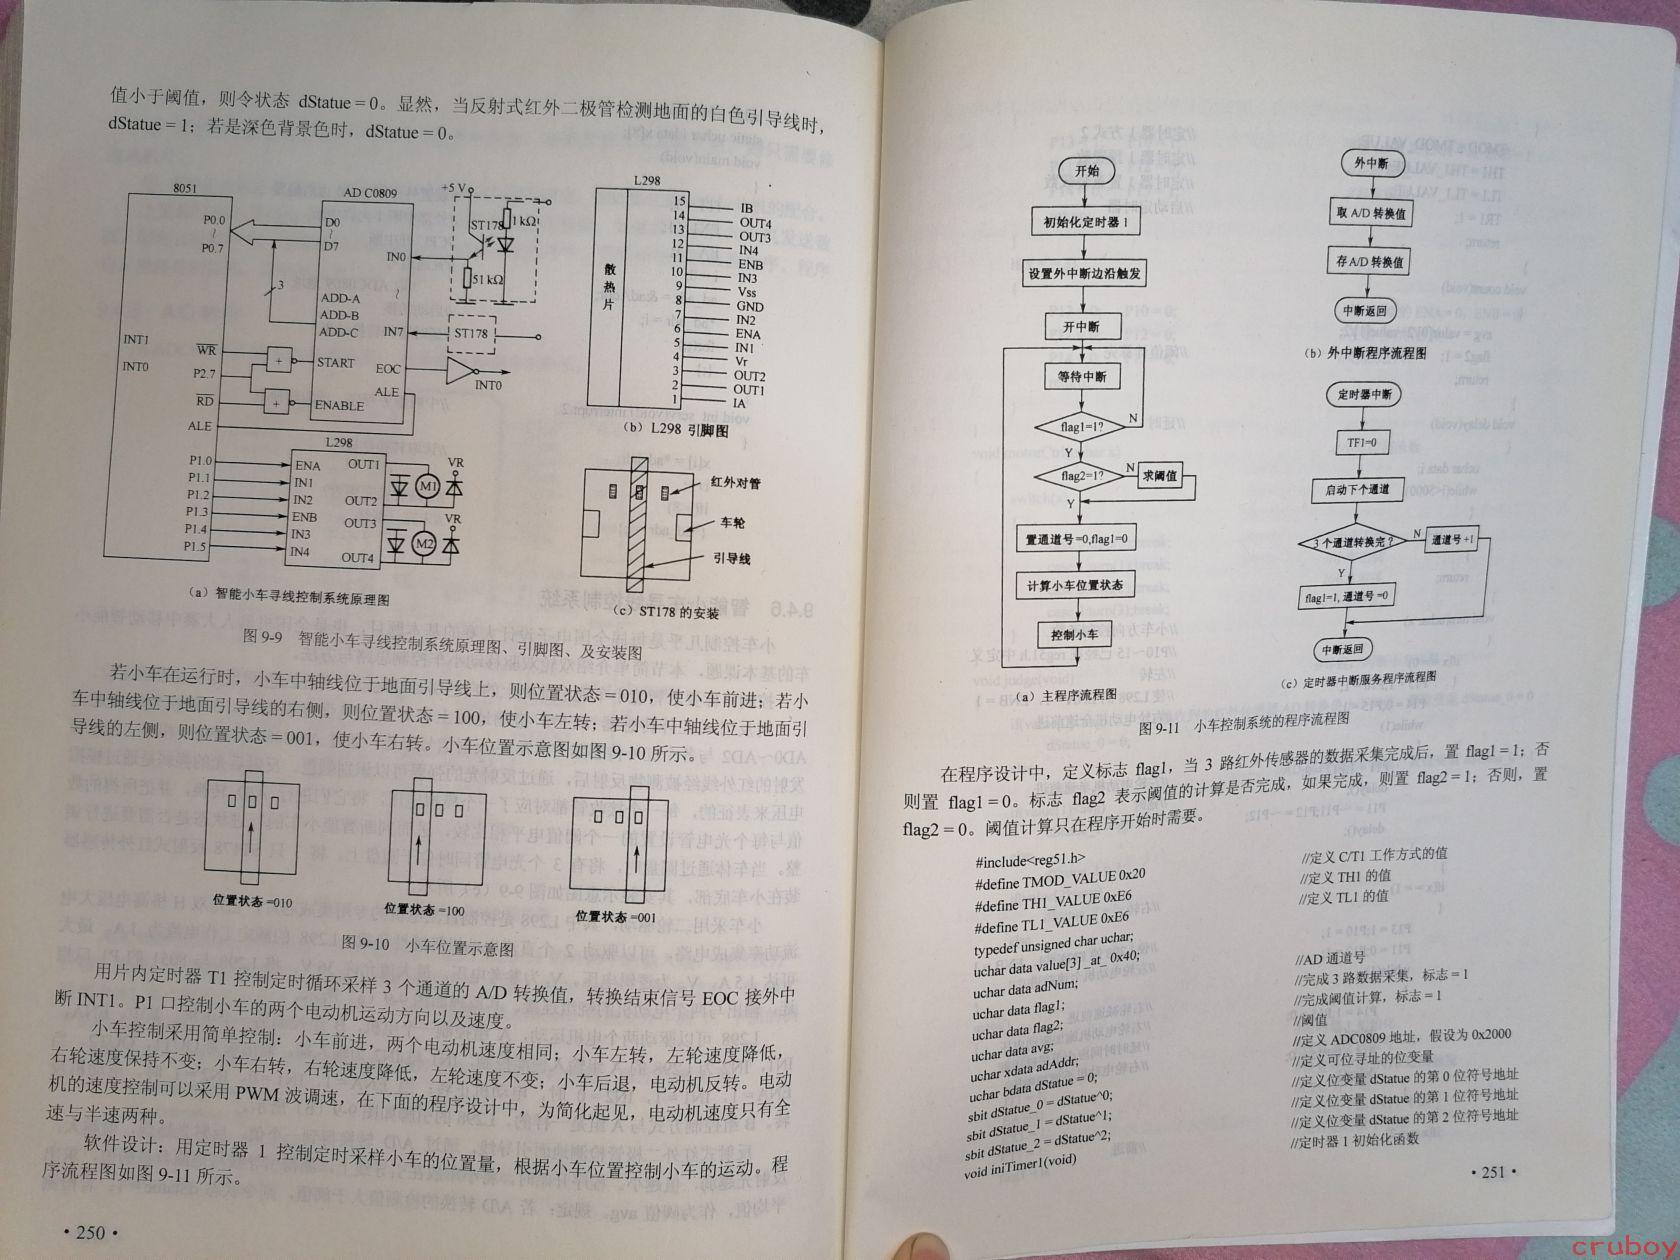 值小于阈值，则令状态 dStatue = 0。显然，当反射式红外二极管检测地面的白色引导线时，
dStatue = 1；若是深色背景色时，dStatue = 0。
8051
P0.0
~
P0.7
INT1
INT0
WR
P2.7
RD
ALE
P1.0
P1.1
P1.2
P1.3
P1.4
P1.5
AD C0809
D0
D7
IN0
3
ADD-A
ADD-B
ADD-C
~
IN7
START
EOC
ALE
ENABLE
+
+
+5 V
ST178
1 kΩ
51 kΩ
ST178
INT0
L298
ENA
IN1
IN2
ENB
IN3
IN4
OUT1
OUT2
OUT3
OUT4
M1
M2
VR
VR
（a）智能小车寻线控制系统原理图
L298
散热片
15 IB
14 OUT4
13 OUT3
12 IN4
11 ENB
10 IN3
9 Vss
8 GND
7 IN2
6 ENA
5 IN1
4 Vr
3 OUT2
2 OUT1
1 IA
（b）L298 引脚图
红外对管
车轮
引导线
（c）ST178 的安装
图 9-9 智能小车寻线控制系统原理图、引脚图、及安装图
若小车在运行时，小车中轴线位于地面引导线上，则位置状态 = 010，使小车前进；若小
车中轴线位于地面引导线的右侧，则位置状态 = 100，使小车左转；若小车中轴线位于地面引
导线的左侧，则位置状态 = 001，使小车右转。小车位置示意图如图 9-10 所示。
位置状态 =010
位置状态 =100
位置状态 =001
图 9-10 小车位置示意图
用片内定时器 T1 控制定时循环采样 3 个通道的 A/D 转换值，转换结束信号 EOC 接外中
断 INT1。P1 口控制小车的两个电动机运动方向以及速度。
小车控制采用简单控制：小车前进，两个电动机速度相同；小车左转，左轮速度降低，
右轮速度保持不变；小车右转，右轮速度降低，左轮速度不变；小车后退，电动机反转。电动
机的速度控制可以采用 PWM 波调速，在下面的程序设计中，为简化起见，电动机速度只有全
速与半速两种。
软件设计：用定时器 1 控制定时采样小车的位置量，根据小车位置控制小车的运动。程
序流程图如图 9-11 所示。
· 250 ·
开始
初始化定时器 1
设置外中断边沿触发
开中断
等待中断
flag1=1?
N
Y
flag2=1?
N
求阈值
Y
置通道号 =0,flag1=0
计算小车位置状态
控制小车
（a）主程序流程图
外中断
取 A/D 转换值
存 A/D 转换值
中断返回
（b）外中断程序流程图
定时器中断
TF1=0
启动下个通道
3 个通道转换完？
N
通道号 +1
Y
flag1=1, 通道号 =0
中断返回
（c）定时器中断服务程序流程图
图 9-11 小车控制系统的程序流程图
在程序设计中，定义标志 flag1，当 3 路红外传感器的数据采集完成后，置 flag1 = 1；否
则置 flag1 = 0。标志 flag2 表示阈值的计算是否完成，如果完成，则置 flag2 = 1；否则，置
flag2 = 0。阈值计算只在程序开始时需要。
#include<reg51.h>
#define TMOD_VALUE 0x20 //定义 C/T1 工作方式的值
#define TH1_VALUE 0xE6 //定义 TH1 的值
#define TL1_VALUE 0xE6 //定义 TL1 的值
typedef unsigned char uchar;
uchar data value[3] _at_ 0x40;
uchar data adNum; //AD 通道号
uchar data flag1; //完成 3 路数据采集，标志 = 1
uchar data flag2; //完成阈值计算，标志 = 1
uchar data avg; //阈值
uchar xdata adAddr; //定义 ADC0809 地址，假设为 0x2000
uchar bdata dStatue = 0; //定义可位寻址的位变量
sbit dStatue_0 = dStatue^0; //定义位变量 dStatue 的第 0 位符号地址
sbit dStatue_1 = dStatue^1; //定义位变量 dStatue 的第 1 位符号地址
sbit dStatue_2 = dStatue^2; //定义位变量 dStatue 的第 2 位符号地址
void iniTimer1(void) //定时器 1 初始化函数
· 251 ·
cruboy